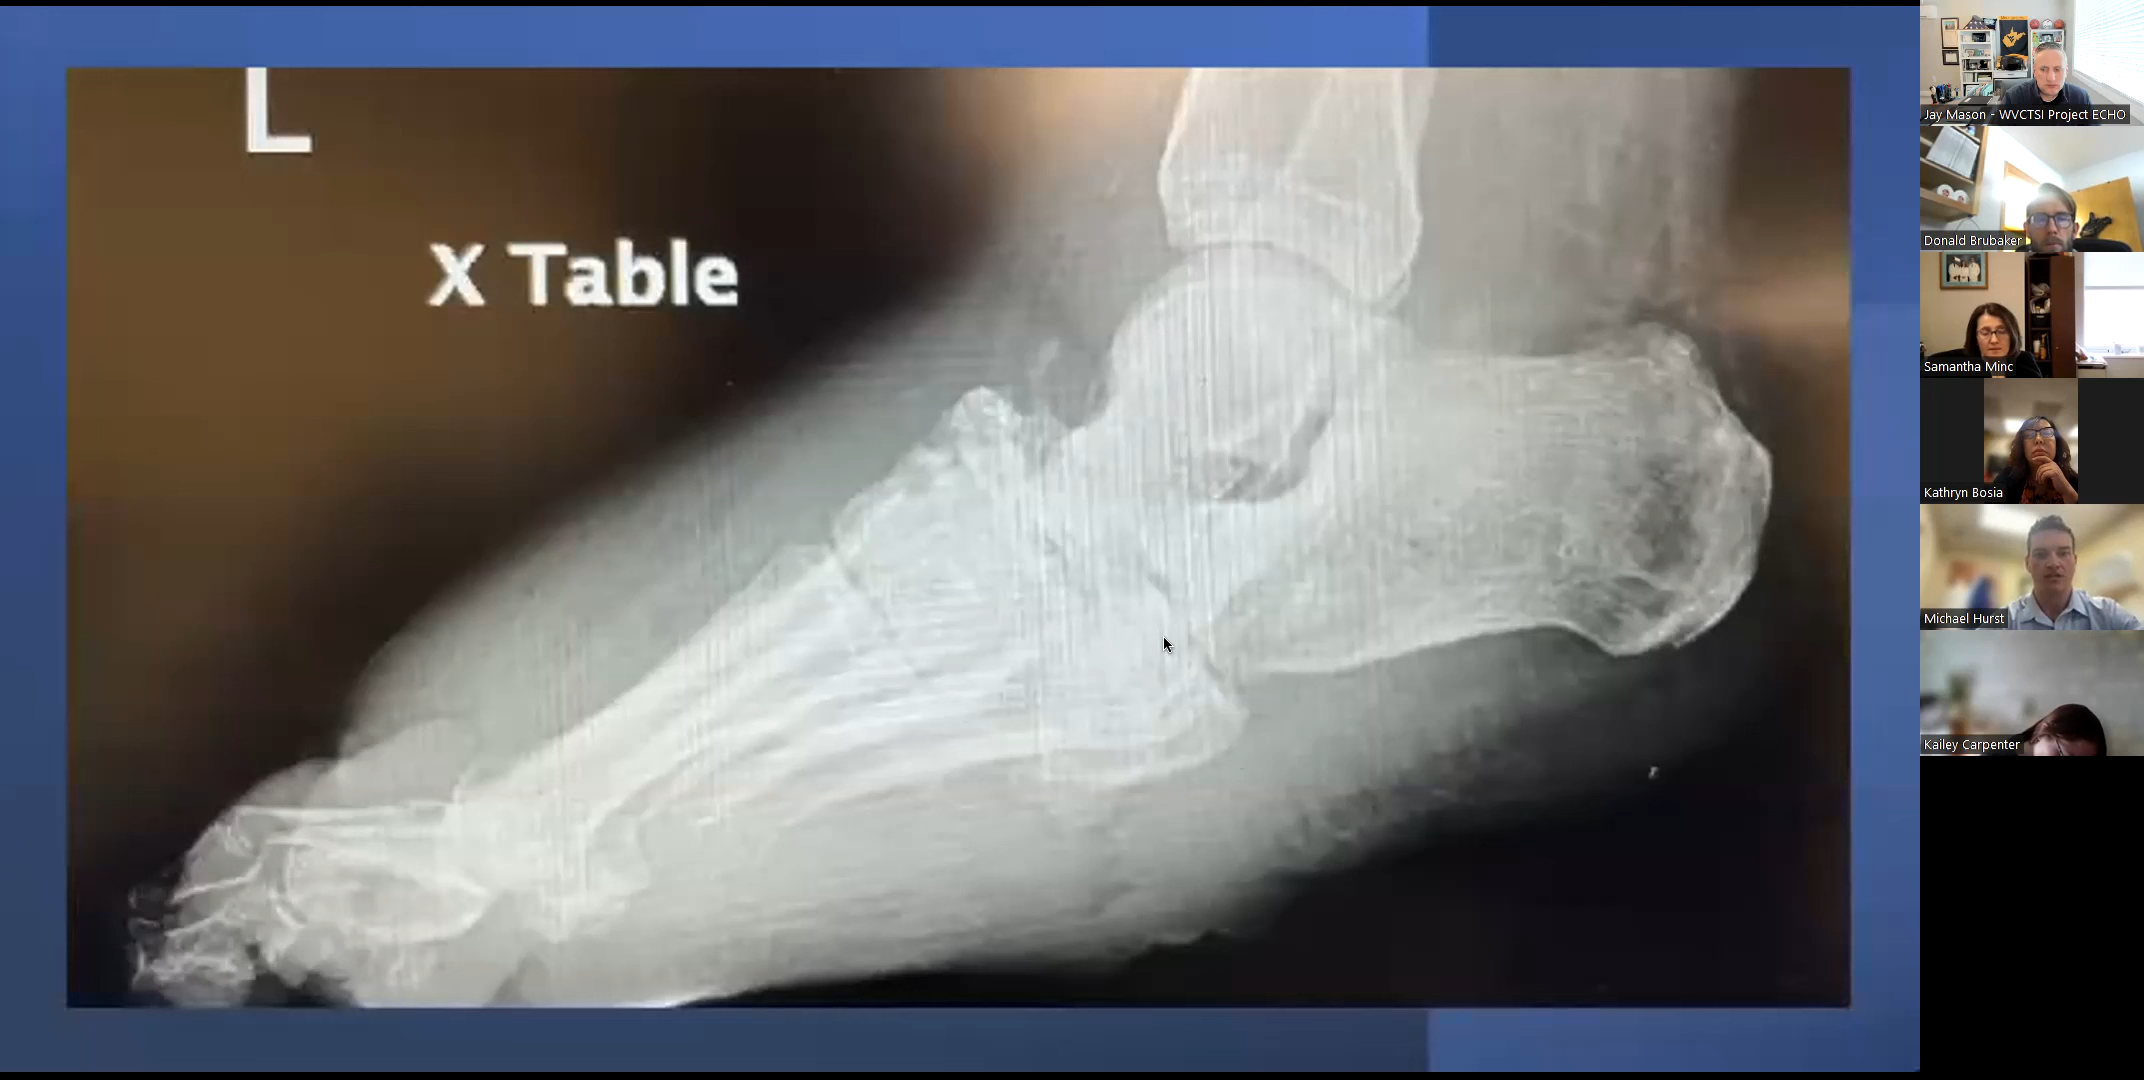 L
X Table
Jay Mason - WVCTSI Project ECHO
Donald Brubaker
Samantha Minc
Kathryn Bosia
Michael Hurst
Kailey Carpenter